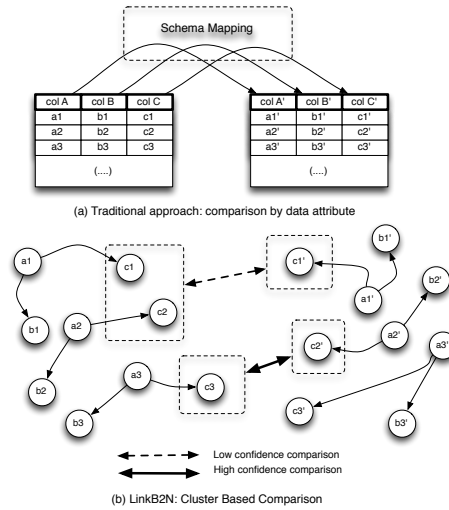 Schema Mapping
col A col B col C col A' col B' col C'
a1 b1 c1 a1' b1' c1'
a2 b2 c2 a2' b2' c2'
a3 b3 c3 a3' b3' c3'
(....) (....)
(a) Traditional approach: comparison by data attribute
b1'
a1 c1 c1'
b2'
a1'
c2
b1 a2 a2'
c2' a3'
a3
b2 c3
c3'
b3 b3'
Low confidence comparison
High confidence comparison
(b) LinkB2N: Cluster Based Comparison